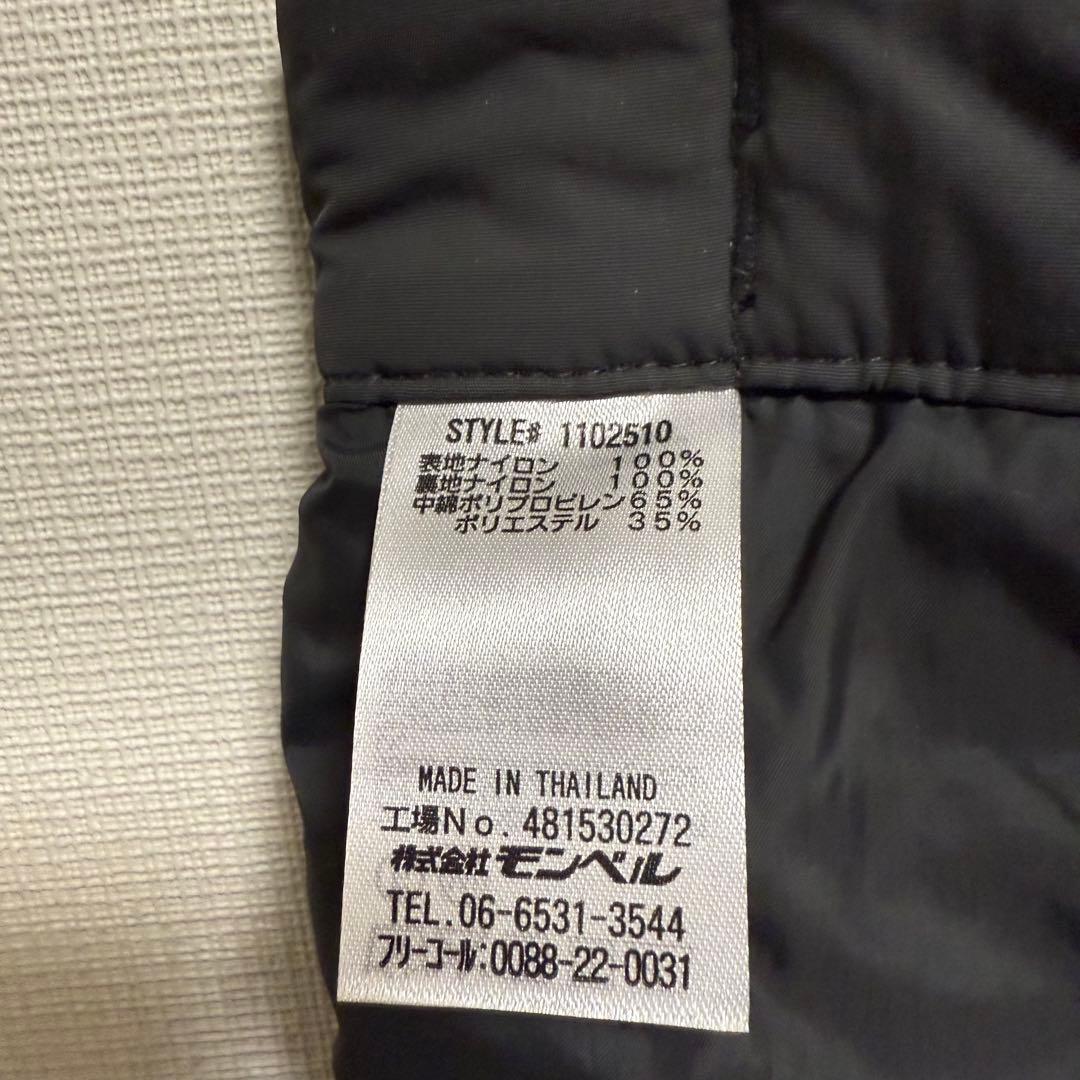 STYLE# 1102510
表地ナイロン 100%
裏地ナイロン 100%
中綿ポリプロピレン65%
ポリエステル 35%
MADE IN THAILAND
工場No. 481530272
株式会社モンベル
TEL.06-6531-3544
フリーコール:0088-22-0031